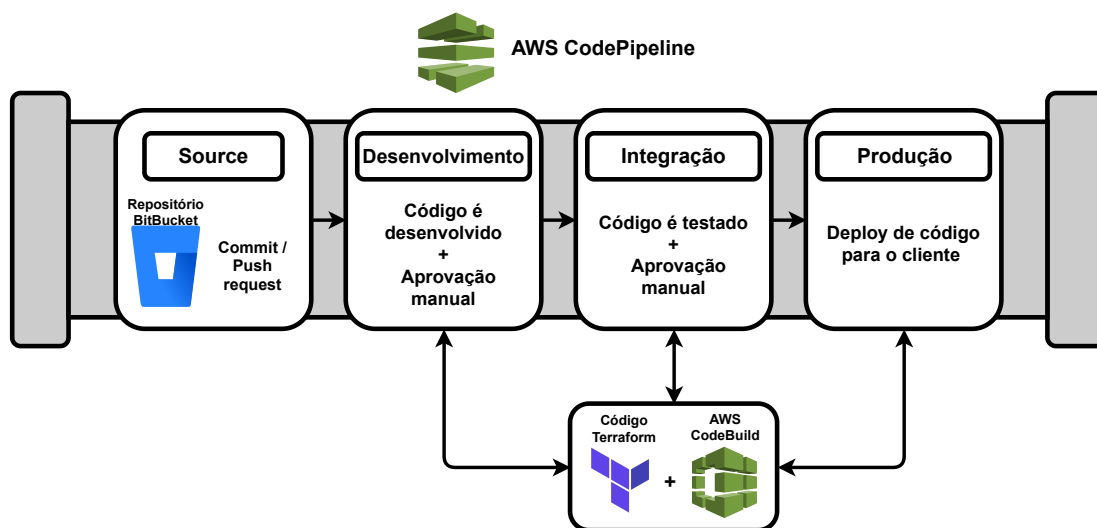 AWS CodePipeline
Source
Repositório
BitBucket
Commit /
Push
request
Desenvolvimento
Código é
desenvolvido
+
Aprovação
manual
Integração
Código é testado
+
Aprovação
manual
Produção
Deploy de código
para o cliente
Código
Terraform
+
AWS
CodeBuild